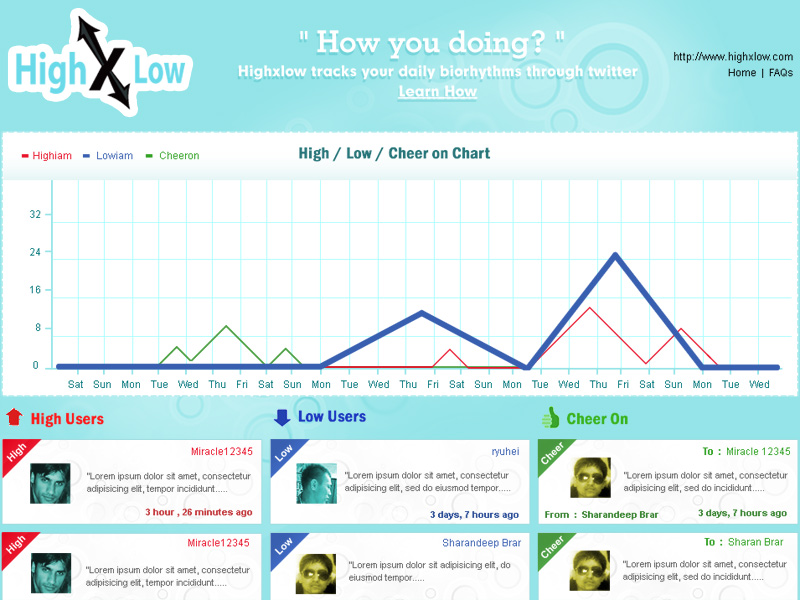 High X Low
" How you doing? "
Highxlow tracks your daily biorhythms through twitter
Learn How
http://www.highxlow.com
Home | FAQs
Highiam Lowiam Cheeron
High / Low / Cheer on Chart
32
24
16
8
0
Sat Sun Mon Tue Wed Thu Fri Sat Sun Mon Tue Wed Thu Fri Sat Sun Mon Tue Wed Thu Fri Sat Sun Mon Tue Wed
High Users
High
Miracle12345
"Lorem ipsum dolor sit amet, consectetur
adipisicing elit, tempor incididunt.....
3 hour , 26 minutes ago
High
Miracle12345
"Lorem ipsum dolor sit amet, consectetur
adipisicing elit, tempor incididunt.....
Low Users
Low
ryuhei
"Lorem ipsum dolor sit amet, consectetur
adipisicing elit, sed do eiusmod tempor.....
3 days, 7 hours ago
Low
Sharandeep Brar
"Lorem ipsum dolor sit adipisicing elit, do
eiusmod tempor.....
Cheer On
Cheer
To : Miracle 12345
"Lorem ipsum dolor sit amet, consectetur
adipisicing elit, sed do incididunt.....
From : Sharandeep Brar 3 days, 7 hours ago
Cheer
To : Sharan Brar
"Lorem ipsum dolor sit amet, consectetur
adipisicing elit, sed do incididunt.....